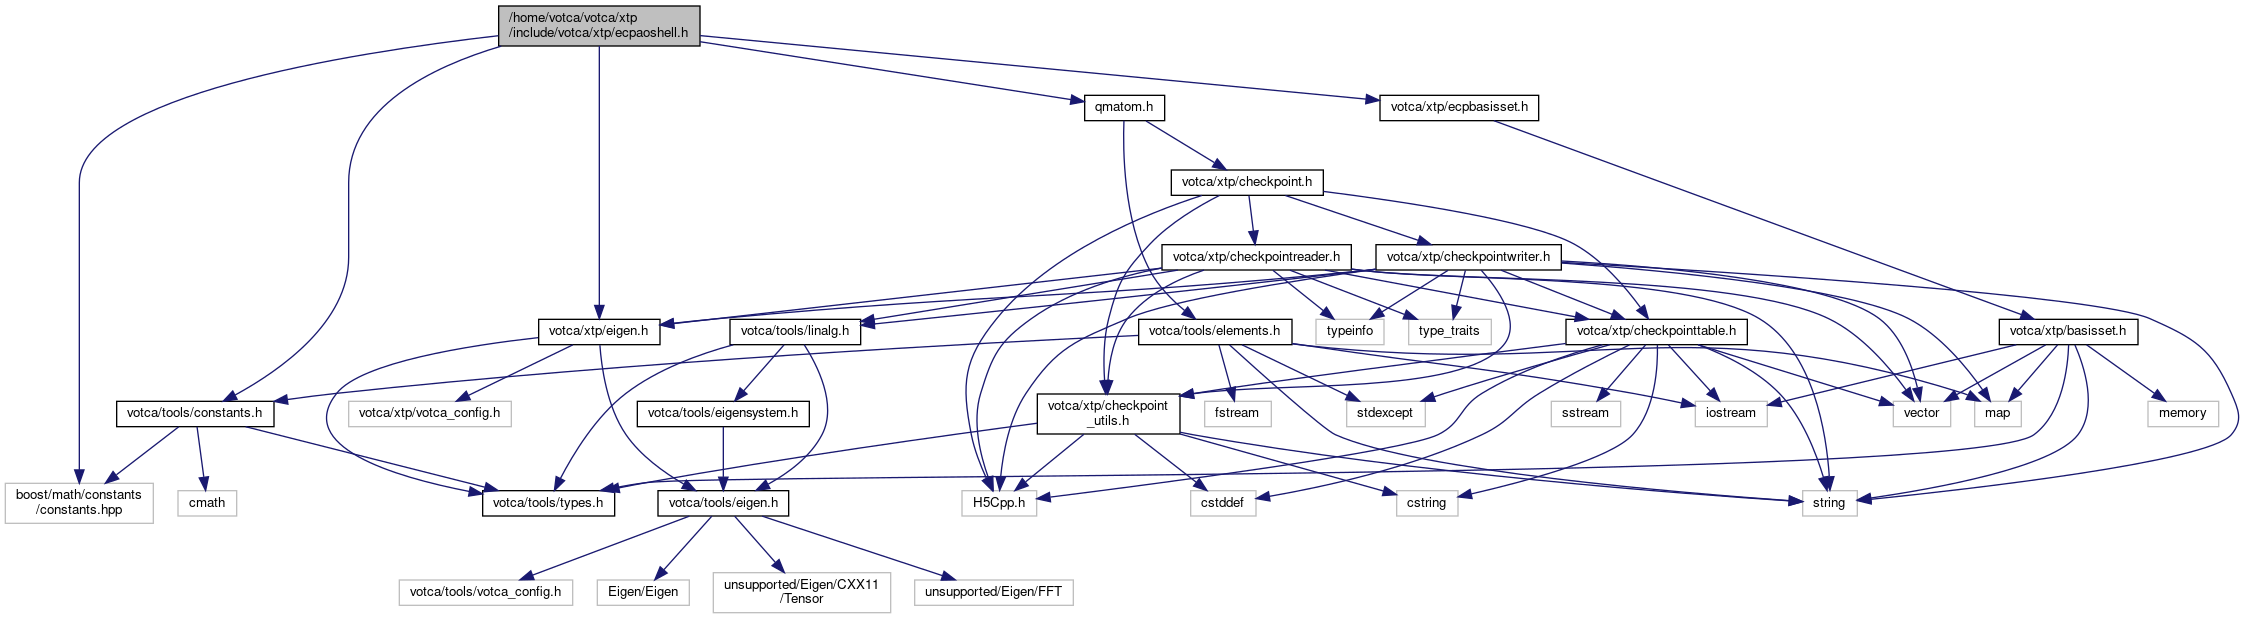 /home/votca/votca/xtp
/include/votca/xtp/ecpaoshell.h
qmatom.h
votca/xtp/ecpbasisset.h
votca/xtp/checkpoint.h
votca/xtp/checkpointreader.h
votca/xtp/checkpointwriter.h
votca/xtp/eigen.h
votca/tools/linalg.h
votca/tools/elements.h
typeinfo
type_traits
votca/xtp/checkpointtable.h
votca/xtp/basisset.h
votca/tools/constants.h
votca/xtp/votca_config.h
votca/tools/eigensystem.h
votca/xtp/checkpoint
_utils.h
fstream
stdexcept
sstream
iostream
vector
map
memory
boost/math/constants
/constants.hpp
cmath
votca/tools/types.h
votca/tools/eigen.h
H5Cpp.h
cstddef
cstring
string
votca/tools/votca_config.h
Eigen/Eigen
unsupported/Eigen/CXX11
/Tensor
unsupported/Eigen/FFT